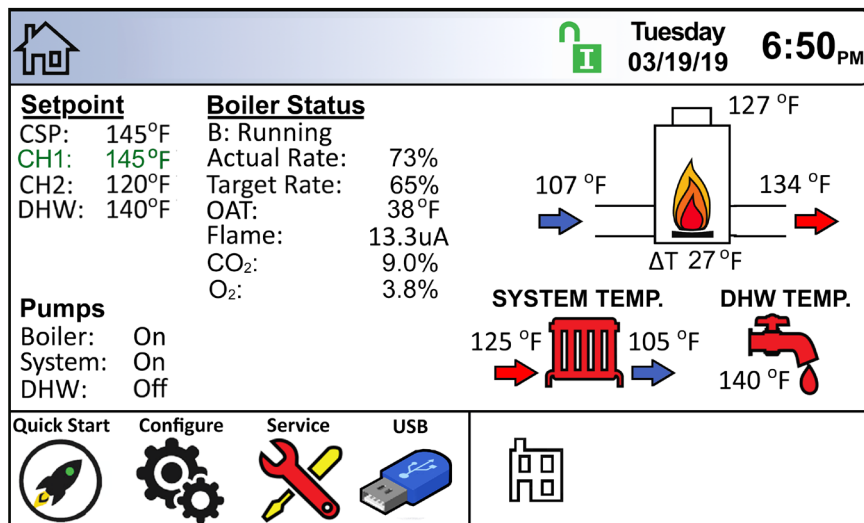 Tuesday
03/19/19
6:50PM
Setpoint
CSP: 145°F
CH1: 145°F
CH2: 120°F
DHW: 140°F
Boiler Status
B: Running
Actual Rate: 73%
Target Rate: 65%
OAT: 38°F
Flame: 13.3uA
CO₂: 9.0%
O₂: 3.8%
127 °F
107 °F
134 °F
ΔT 27°F
Pumps
Boiler: On
System: On
DHW: Off
SYSTEM TEMP.
125 °F
105 °F
DHW TEMP.
140 °F
Quick Start
Configure
Service
USB